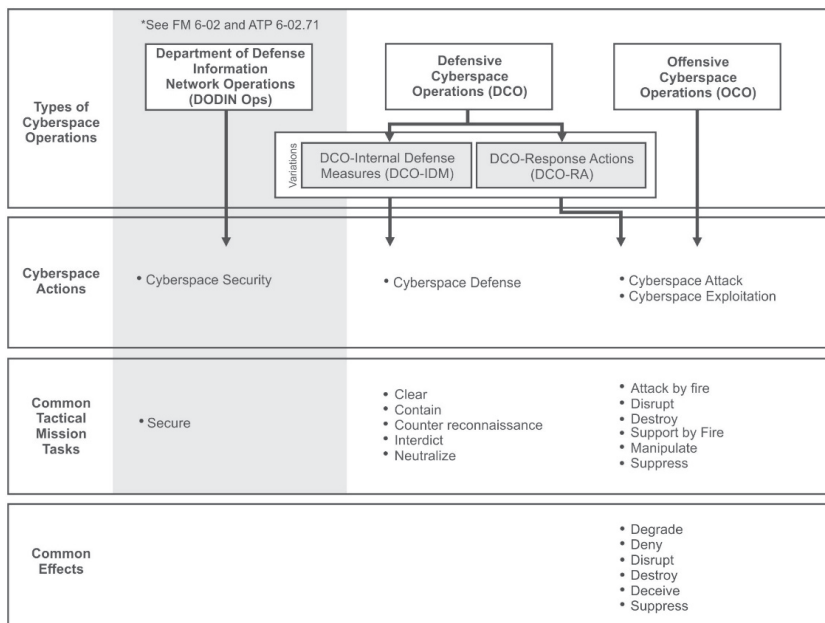 *See FM 6-02 and ATP 6-02.71
Types of
Cyberspace
Operations
Department of Defense
Information
Network Operations
(DODIN Ops)
Defensive
Cyberspace
Operations (DCO)
Offensive
Cyberspace
Operations (OCO)
Variations
DCO-Internal Defense
Measures (DCO-IDM)
DCO-Response Actions
(DCO-RA)
Cyberspace
Actions
• Cyberspace Security
• Cyberspace Defense
• Cyberspace Attack
• Cyberspace Exploitation
Common
Tactical
Mission
Tasks
• Secure
• Clear
• Contain
• Counter reconnaissance
• Interdict
• Neutralize
• Attack by fire
• Disrupt
• Destroy
• Support by Fire
• Manipulate
• Suppress
Common
Effects
• Degrade
• Deny
• Disrupt
• Destroy
• Deceive
• Suppress